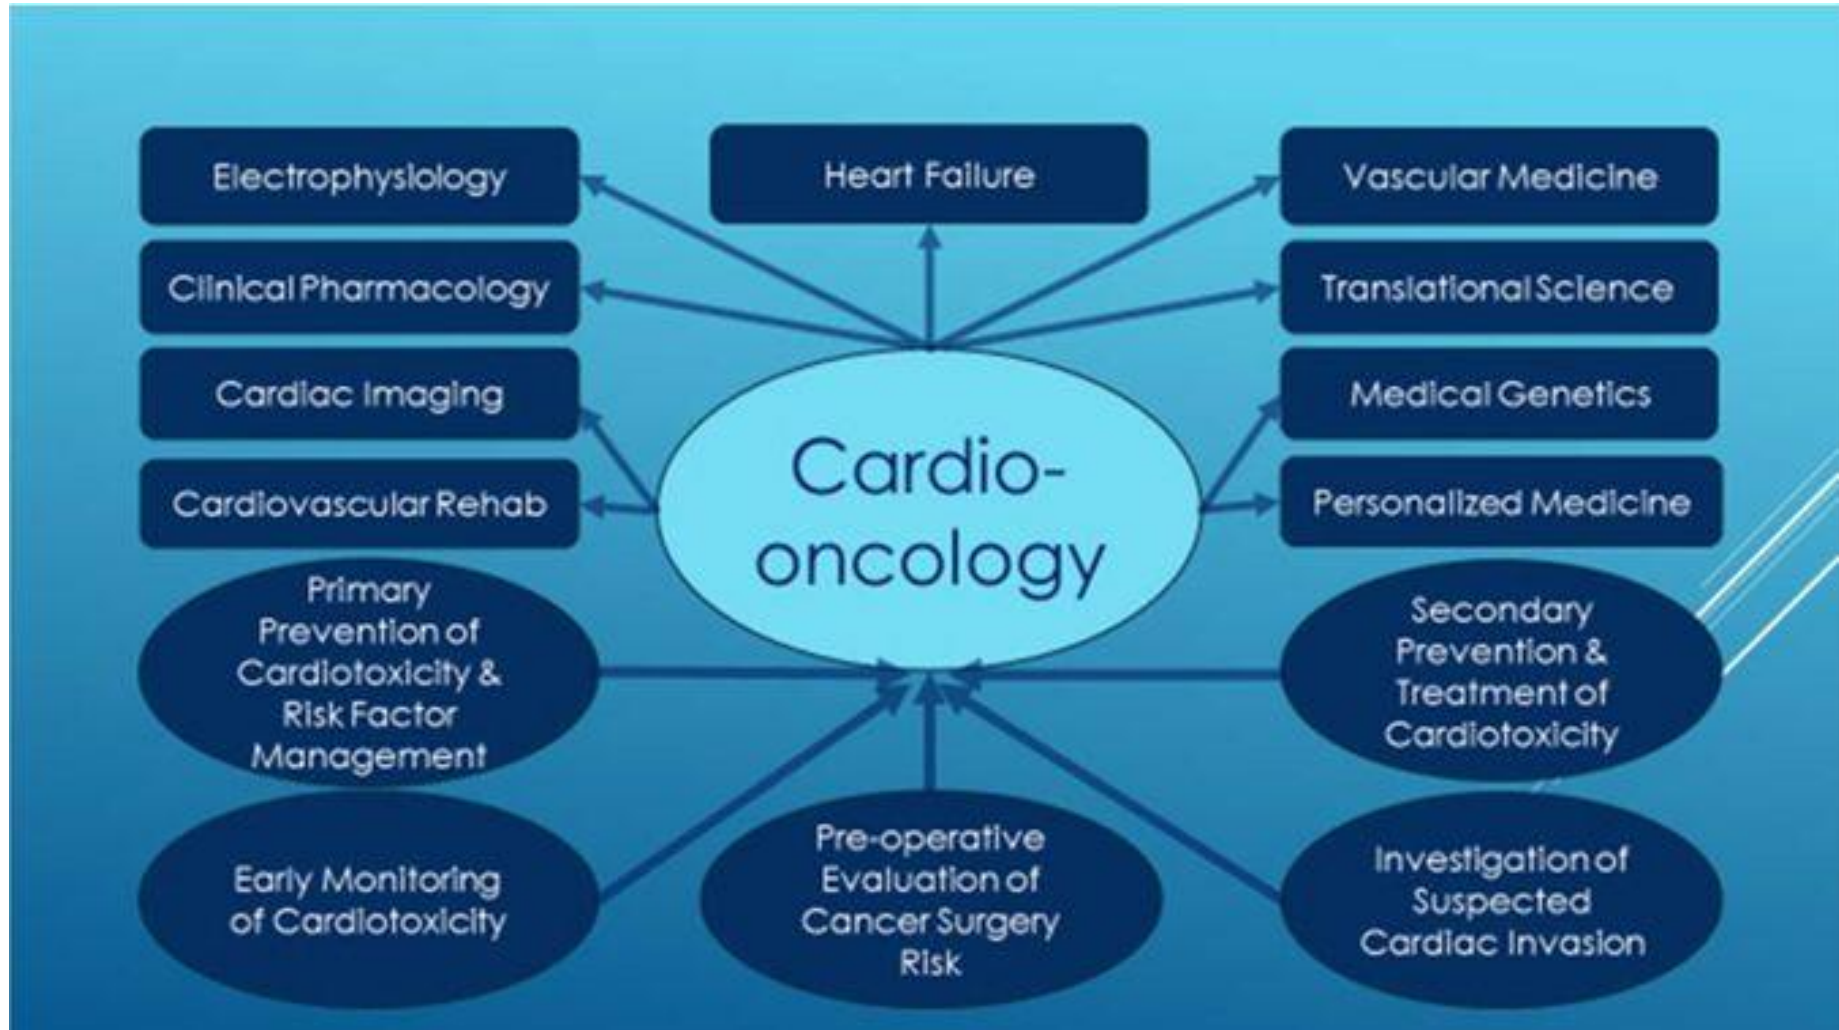 Electrophysiology
Heart Failure
Vascular Medicine
Clinical Pharmacology
Translational Science
Cardiac Imaging
Medical Genetics
Cardio-
oncology
Cardiovascular Rehab
Personalized Medicine
Primary
Prevention of
Cardiotoxicity &
Risk Factor
Management
Secondary
Prevention &
Treatment of
Cardiotoxicity
Early Monitoring
of Cardiotoxicity
Pre-operative
Evaluation of
Cancer Surgery
Risk
Investigation of
Suspected
Cardiac Invasion